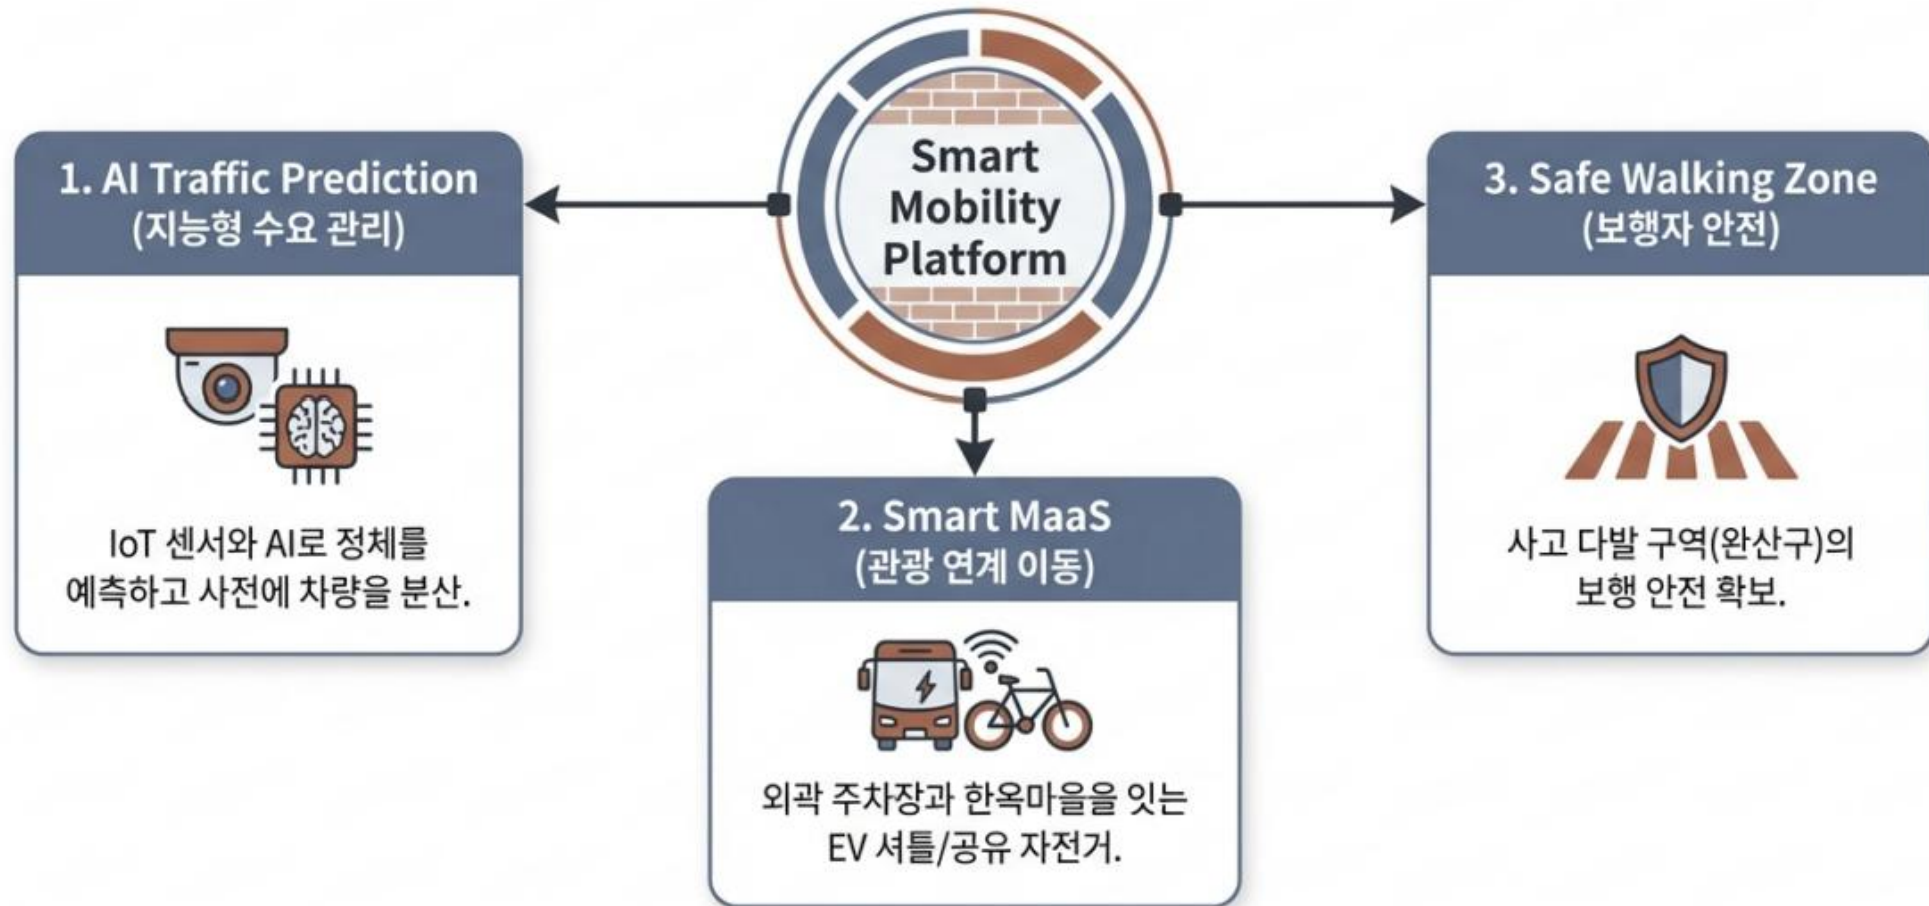 Smart
Mobility
Platform
1. AI Traffic Prediction
(지능형 수요 관리)
IoT 센서와 AI로 정체를
예측하고 사전에 차량을 분산.
2. Smart MaaS
(관광 연계 이동)
외곽 주차장과 한옥마을을 잇는
EV 셔틀/공유 자전거.
3. Safe Walking Zone
(보행자 안전)
사고 다발 구역(완산구)의
보행 안전 확보.